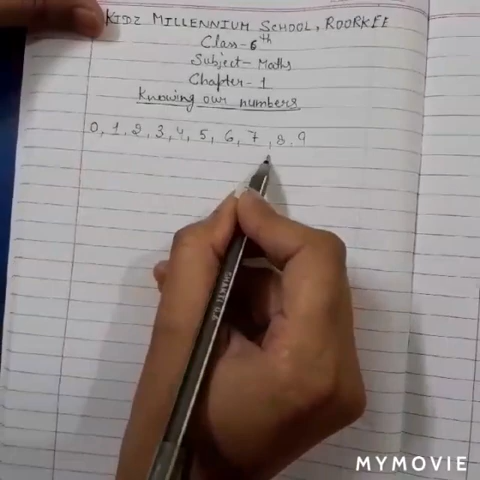 KIDZ MILLENNIUM SCHOOL, ROORKEE
Class-6th
Subject-Maths
Chapter-1
Knowing our numbers
0, 1, 2, 3, 4, 5, 6, 7, 8, 9
MYMOVIE